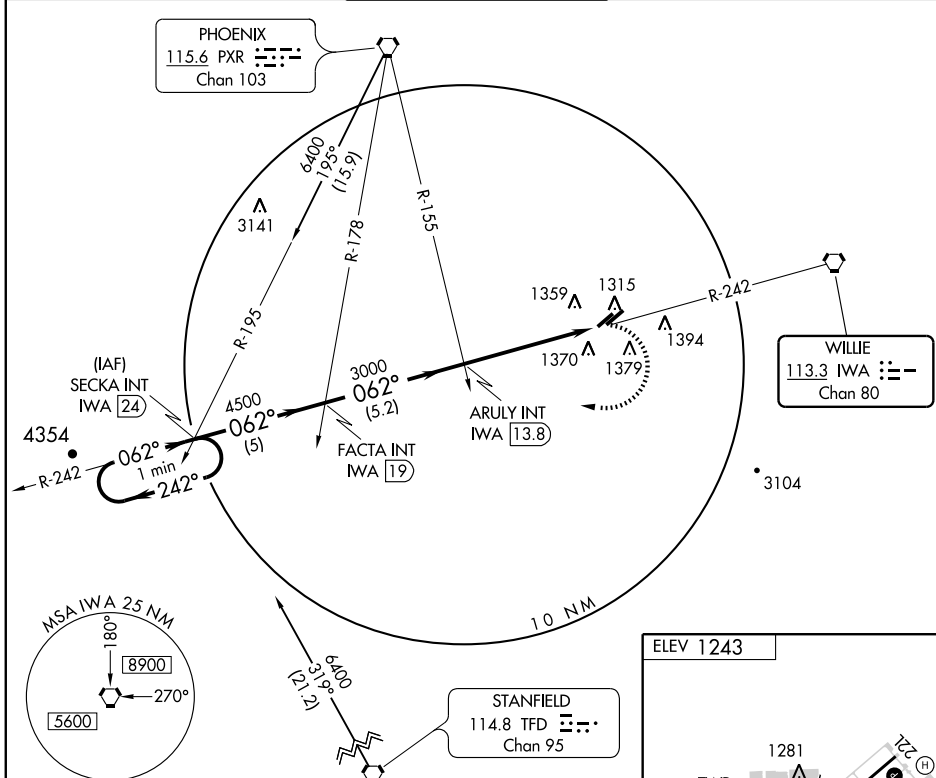 PHOENIX
115.6 PXR
Chan 103
6400
195°
(15.9)
3141
R-178
R-155
R-195
1359
1315
R-242
1370
1379
1394
WILLIE
113.3 IWA
Chan 80
(IAF)
SECKA INT
IWA 24
4500
062°
(5)
3000
062°
(5.2)
ARULY INT
IWA 13.8
FACTA INT
IWA 19
4354
R-242
062°
1 min
242°
3104
10 NM
MSA IWA 25 NM
180°
8900
270°
5600
6400
319°
(21.2)
STANFIELD
114.8 TFD
Chan 95
ELEV 1243
1281
22L
H